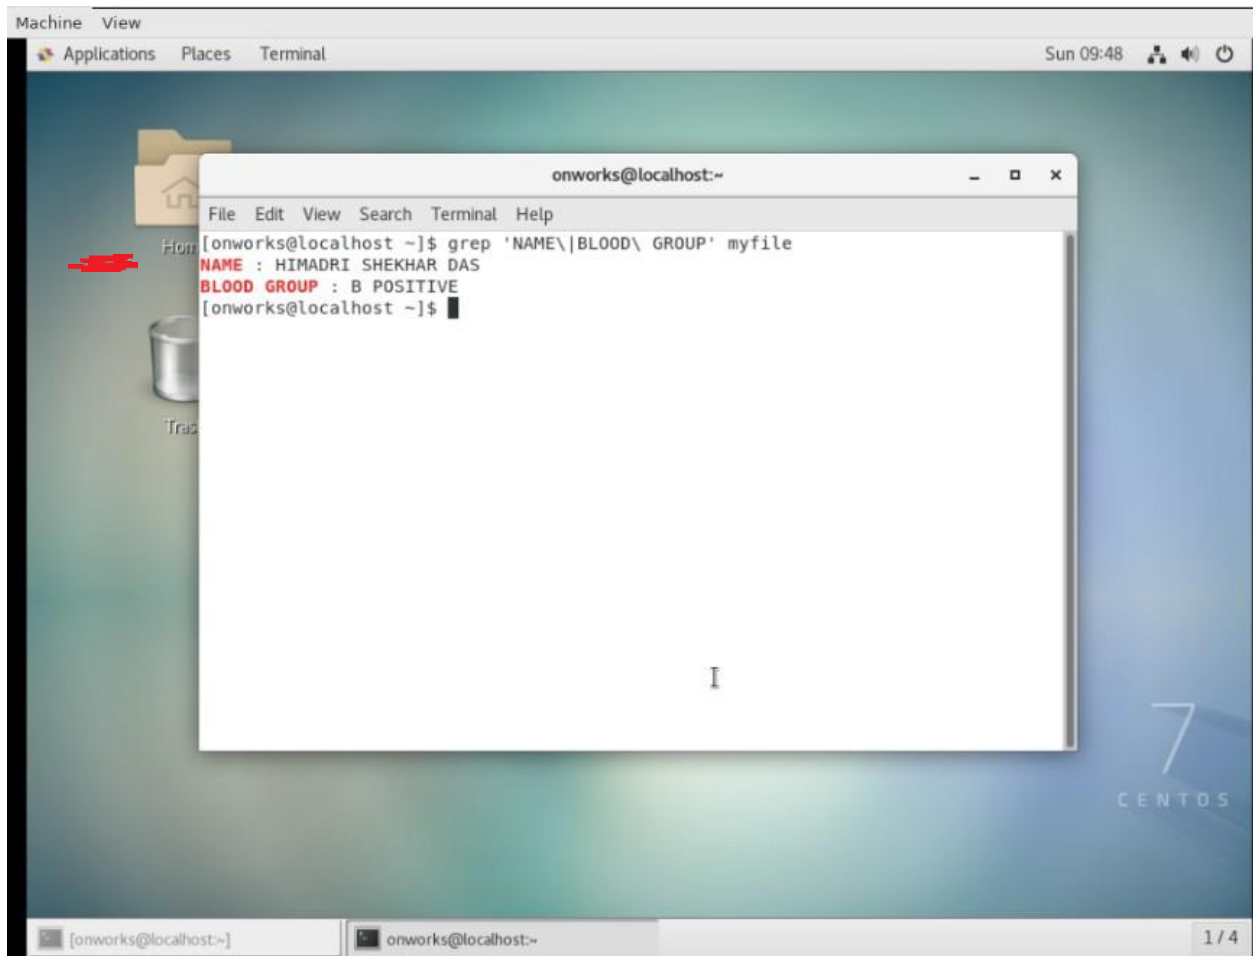 Machine View
Applications Places Terminal Sun 09:48
onworks@localhost:~
File Edit View Search Terminal Help
[onworks@localhost ~]$ grep 'NAME\|BLOOD\ GROUP' myfile
NAME : HIMADRI SHEKHAR DAS
BLOOD GROUP : B POSITIVE
[onworks@localhost ~]$
Hom
Tras
7
CENTOS
[onworks@localhost:~]
onworks@localhost:~
1 / 4